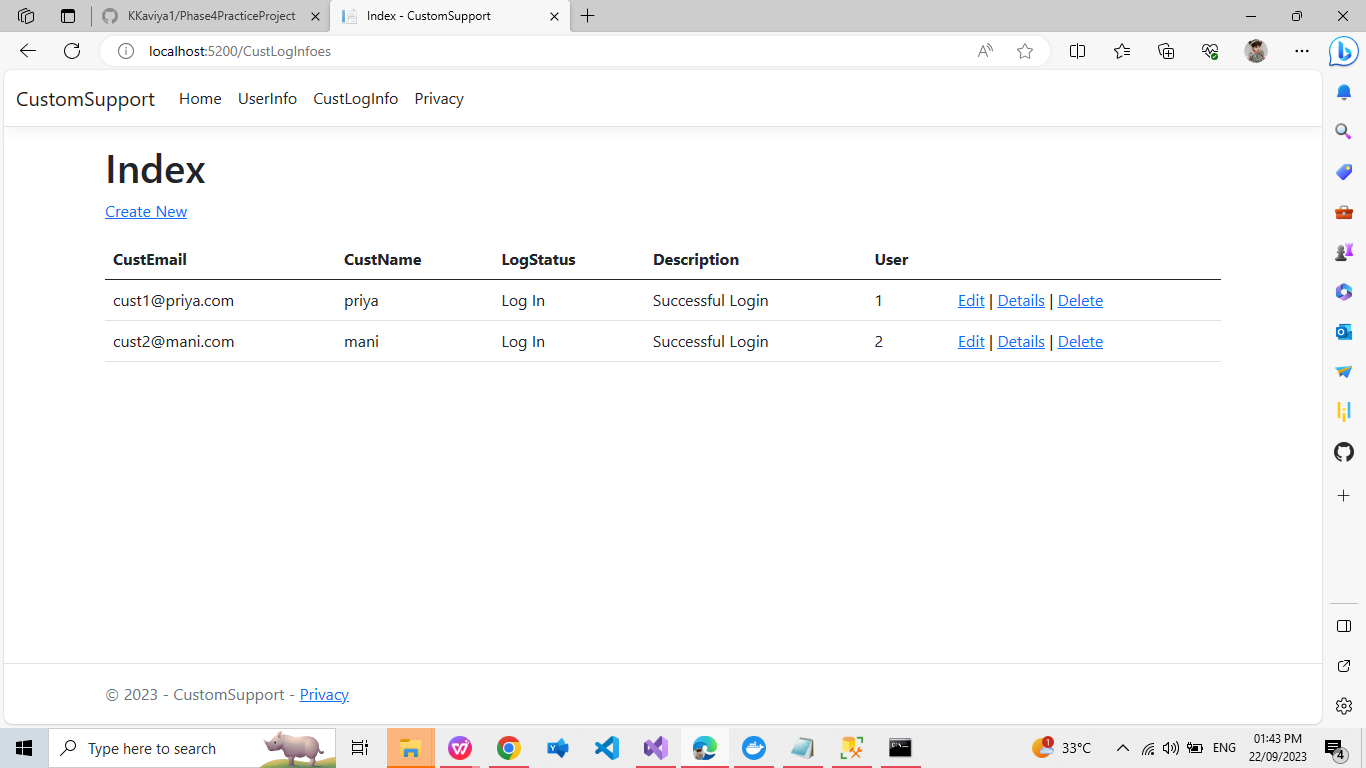 KKaviya1/Phase4PracticeProject
Index - CustomSupport
localhost:5200/CustLogInfoes
CustomSupport Home UserInfo CustLogInfo Privacy
Index
Create New
CustEmail CustName LogStatus Description User
cust1@priya.com priya Log In Successful Login 1 Edit | Details | Delete
cust2@mani.com mani Log In Successful Login 2 Edit | Details | Delete
© 2023 - CustomSupport - Privacy
Type here to search
1
33°C
ENG
01:43 PM
22/09/2023
4